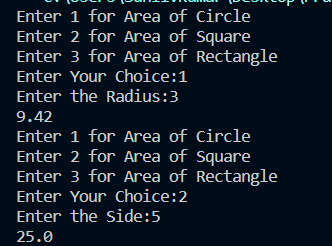 Enter 1 for Area of Circle
Enter 2 for Area of Square
Enter 3 for Area of Rectangle
Enter Your Choice:1
Enter the Radius:3
9.42
Enter 1 for Area of Circle
Enter 2 for Area of Square
Enter 3 for Area of Rectangle
Enter Your Choice:2
Enter the Side:5
25.0